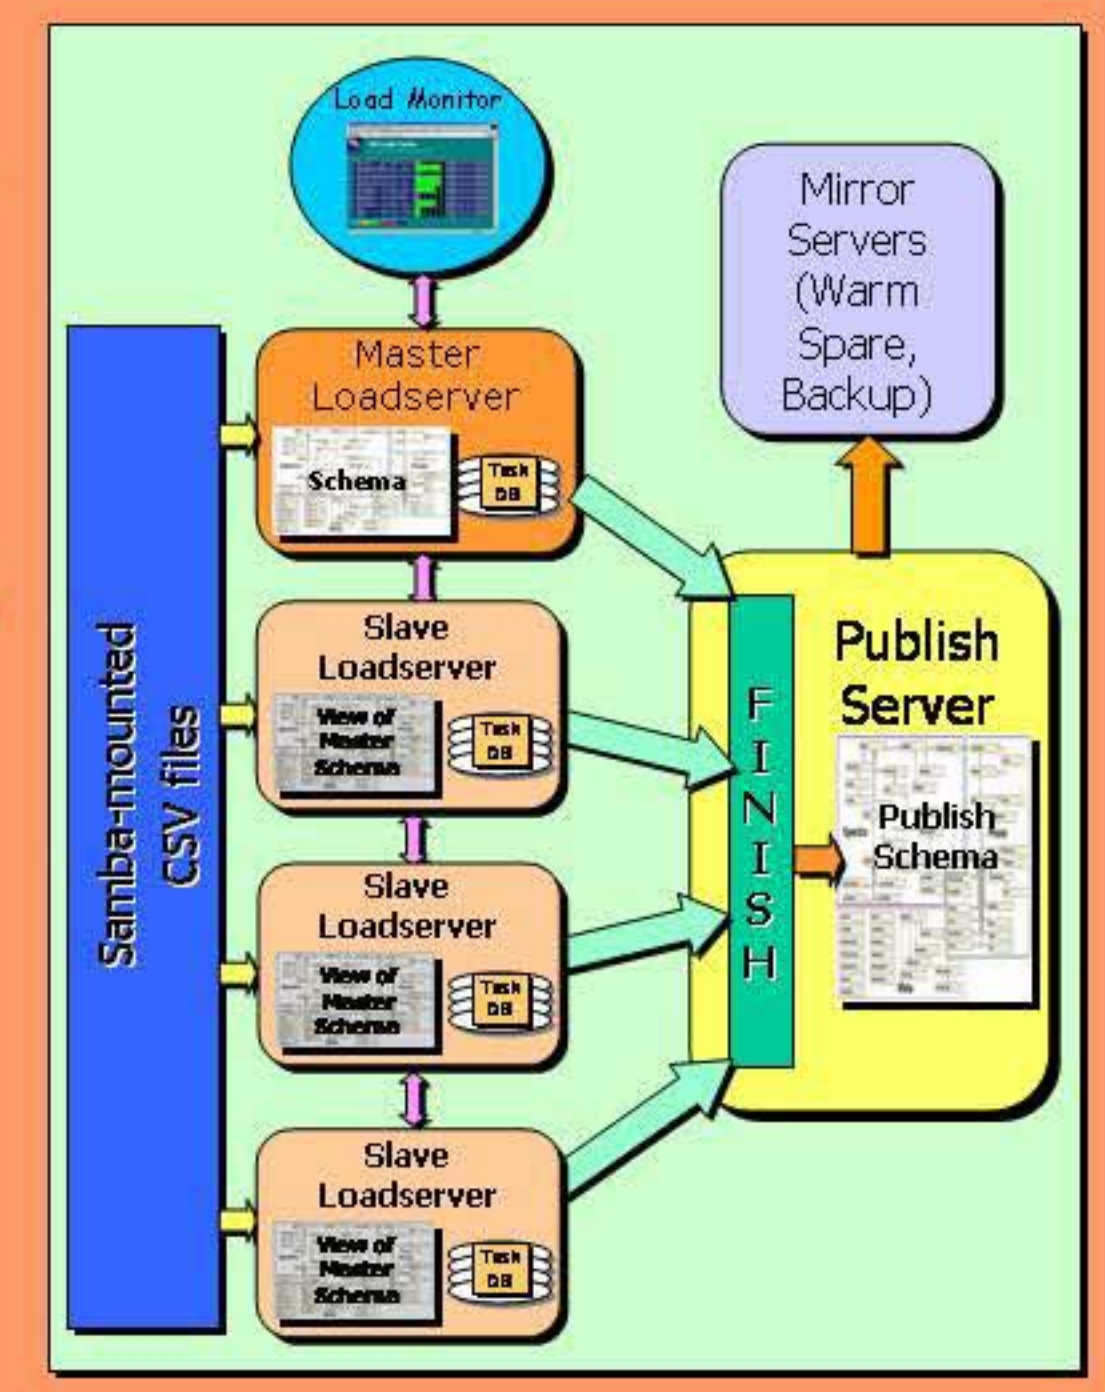 Load Monitor
Mirror
Servers
(Warm
Spare,
Backup)
Samba-mounted
CSV files
Master
Loadserver
Schema
Task
DB
Slave
Loadserver
View of
Master
Schema
Task
DB
Slave
Loadserver
View of
Master
Schema
Task
DB
Slave
Loadserver
View of
Master
Schema
Task
DB
FINISH
Publish
Server
Publish
Schema